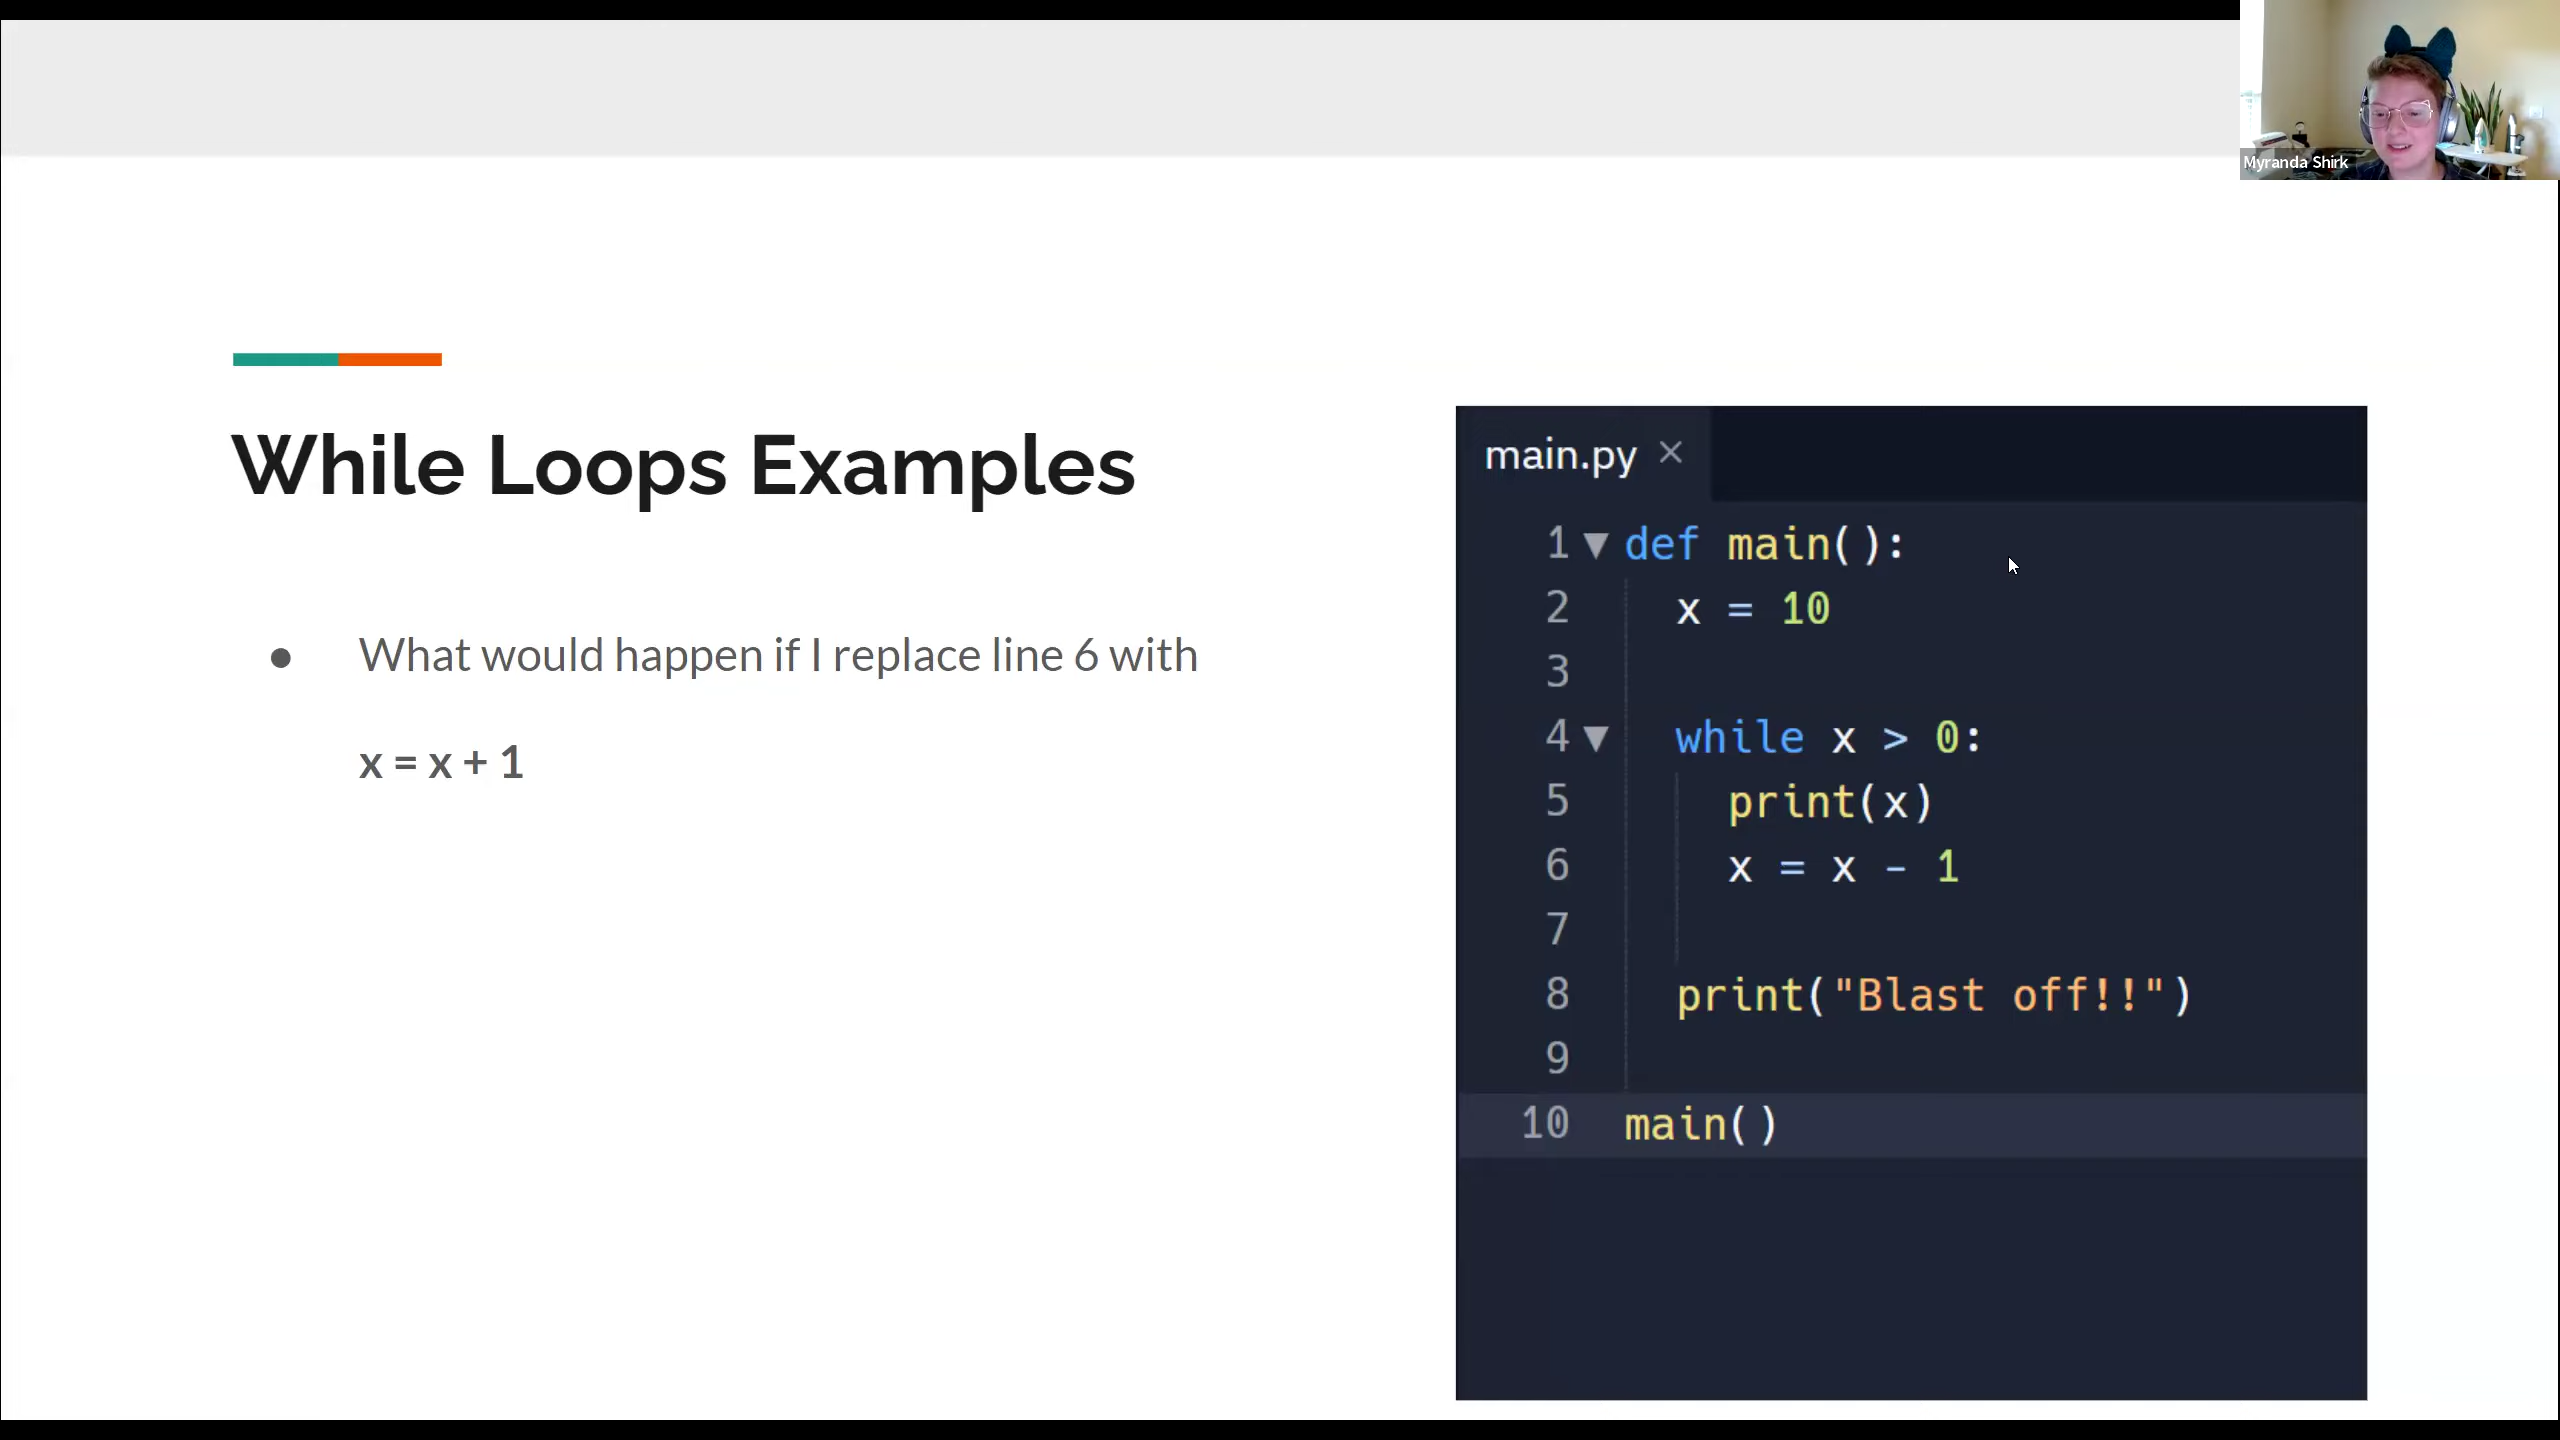 Myranda Shirk
While Loops Examples
● What would happen if I replace line 6 with
x = x + 1
main.py ×
1 ▼ def main():
2 x = 10
3
4 ▼ while x > 0:
5 print(x)
6 x = x - 1
7
8 print("Blast off!!")
9
10 main()